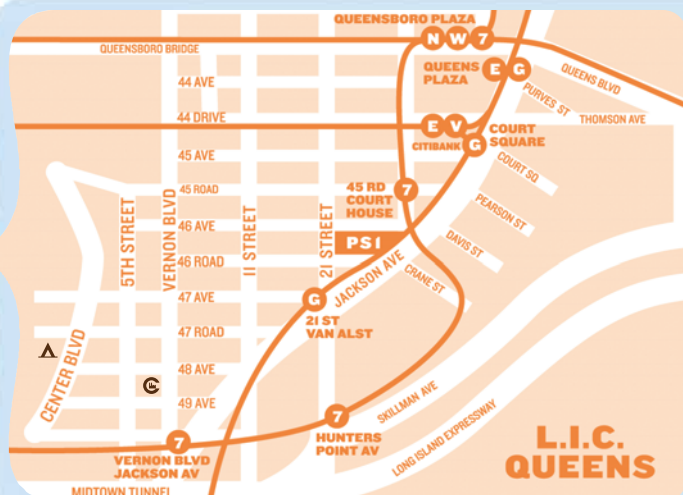 QUEENSBORO PLAZA
N W 7
QUEENSBORO BRIDGE
QUEENS
PLAZA
E G
QUEENS BLVD
44 AVE
PURVES ST
44 DRIVE
THOMSON AVE
E V
CITIBANK
G
COURT
SQUARE
45 AVE
COURT SQ
45 ROAD
45 RD
COURT
HOUSE
7
PEARSON ST
5TH STREET
VERNON BLVD
11 STREET
21 STREET
46 AVE
PS1
DAVIS ST
46 ROAD
JACKSON AVE
CRANE ST
47 AVE
G
21 ST
VAN ALST
47 ROAD
CENTER BLVD
48 AVE
49 AVE
SKILLMAN AVE
7
HUNTERS
POINT AV
LONG ISLAND EXPRESSWAY
7
VERNON BLVD
JACKSON AV
L.I.C.
QUEENS
MIDTOWN TUNNEL